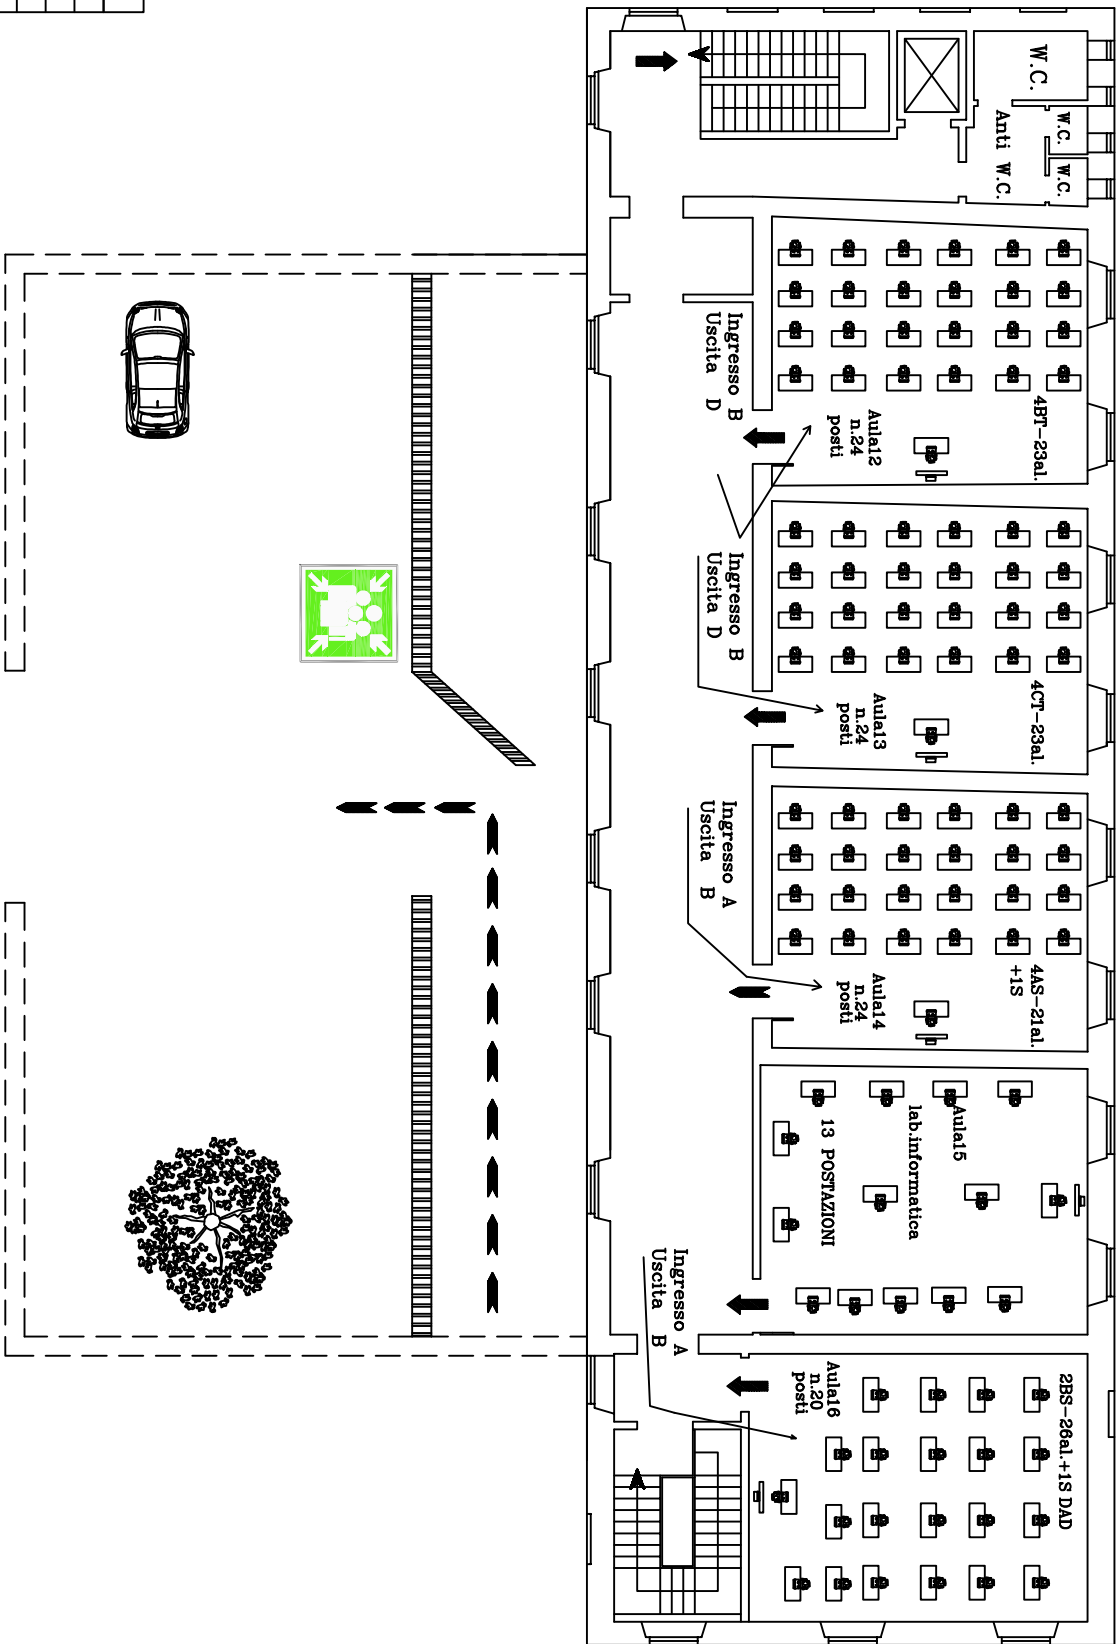 W.C.
W.C.
W.C.
Anti W.C.
4BT-23al.
Aula12
n.24
posti
Ingresso B
Uscita D
4CT-23al.
Aula13
n.24
posti
Ingresso B
Uscita D
4AS-21al.
+1S
Aula14
n.24
posti
Ingresso A
Uscita B
Aula15
lab.informatica
13 POSTAZIONI
Ingresso A
Uscita B
2BS-26al.+1S DAD
Aula16
n.20
posti